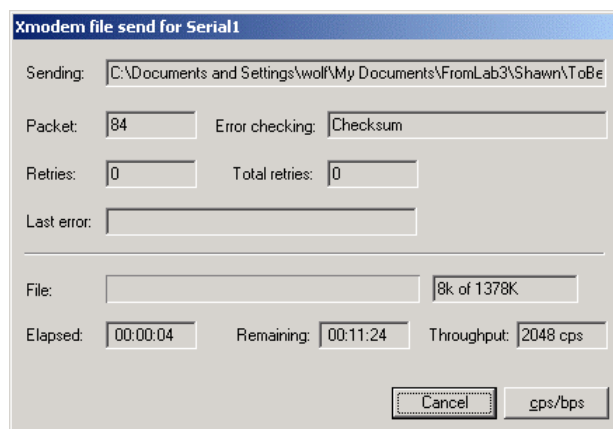 Xmodem file send for Serial1
Sending: C:\Documents and Settings\wolf\My Documents\FromLab3\Shawn\ToBe
Packet: 84 Error checking: Checksum
Retries: 0 Total retries: 0
Last error:
File: 8k of 1378K
Elapsed: 00:00:04 Remaining: 00:11:24 Throughput: 2048 cps
Cancel cps/bps